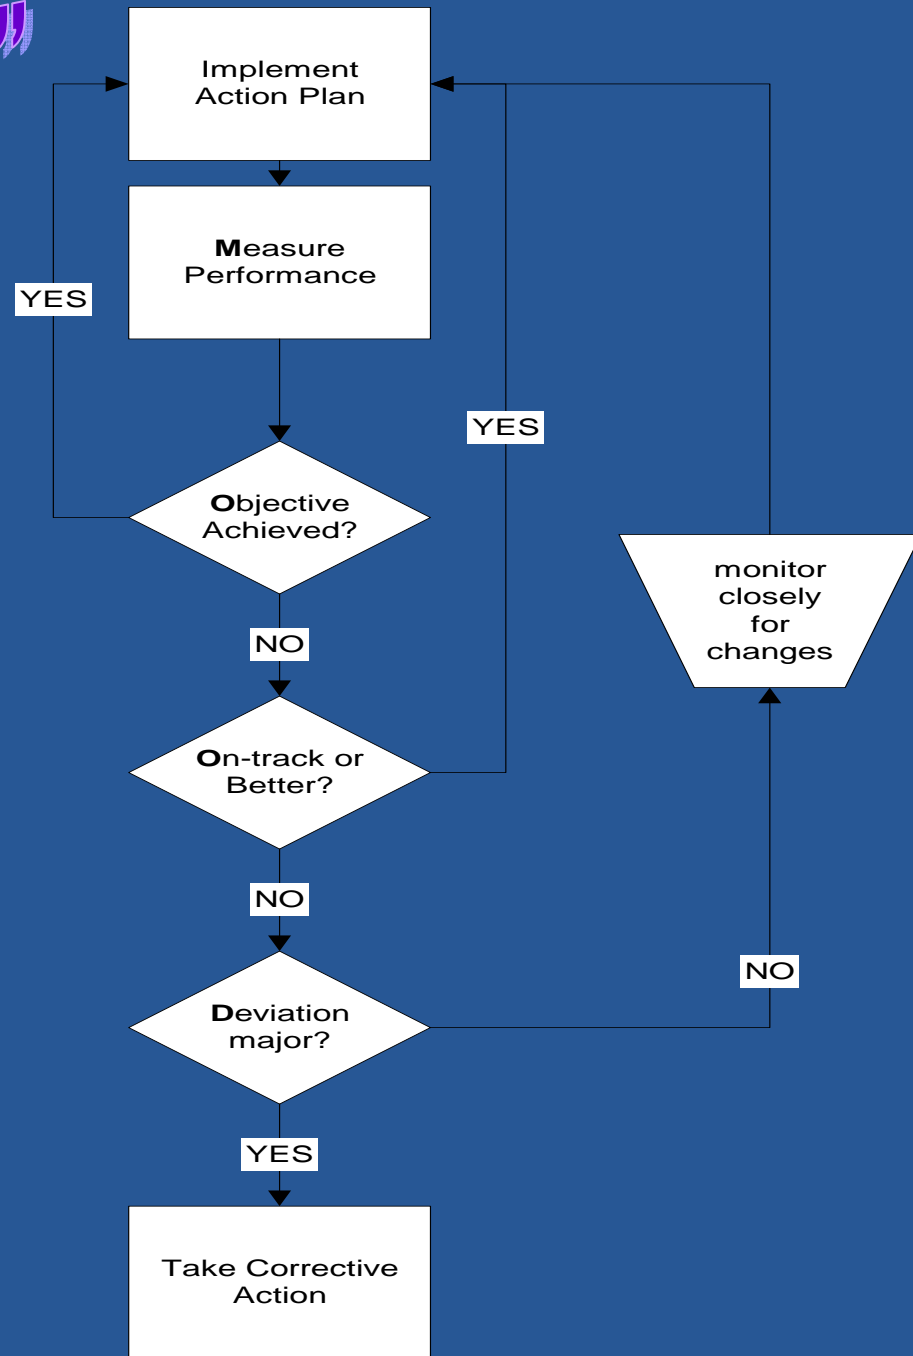 ”
Implement
Action Plan
Measure
Performance
YES
YES
Objective
Achieved?
monitor
closely
for
changes
NO
On-track or
Better?
NO
NO
Deviation
major?
YES
Take Corrective
Action